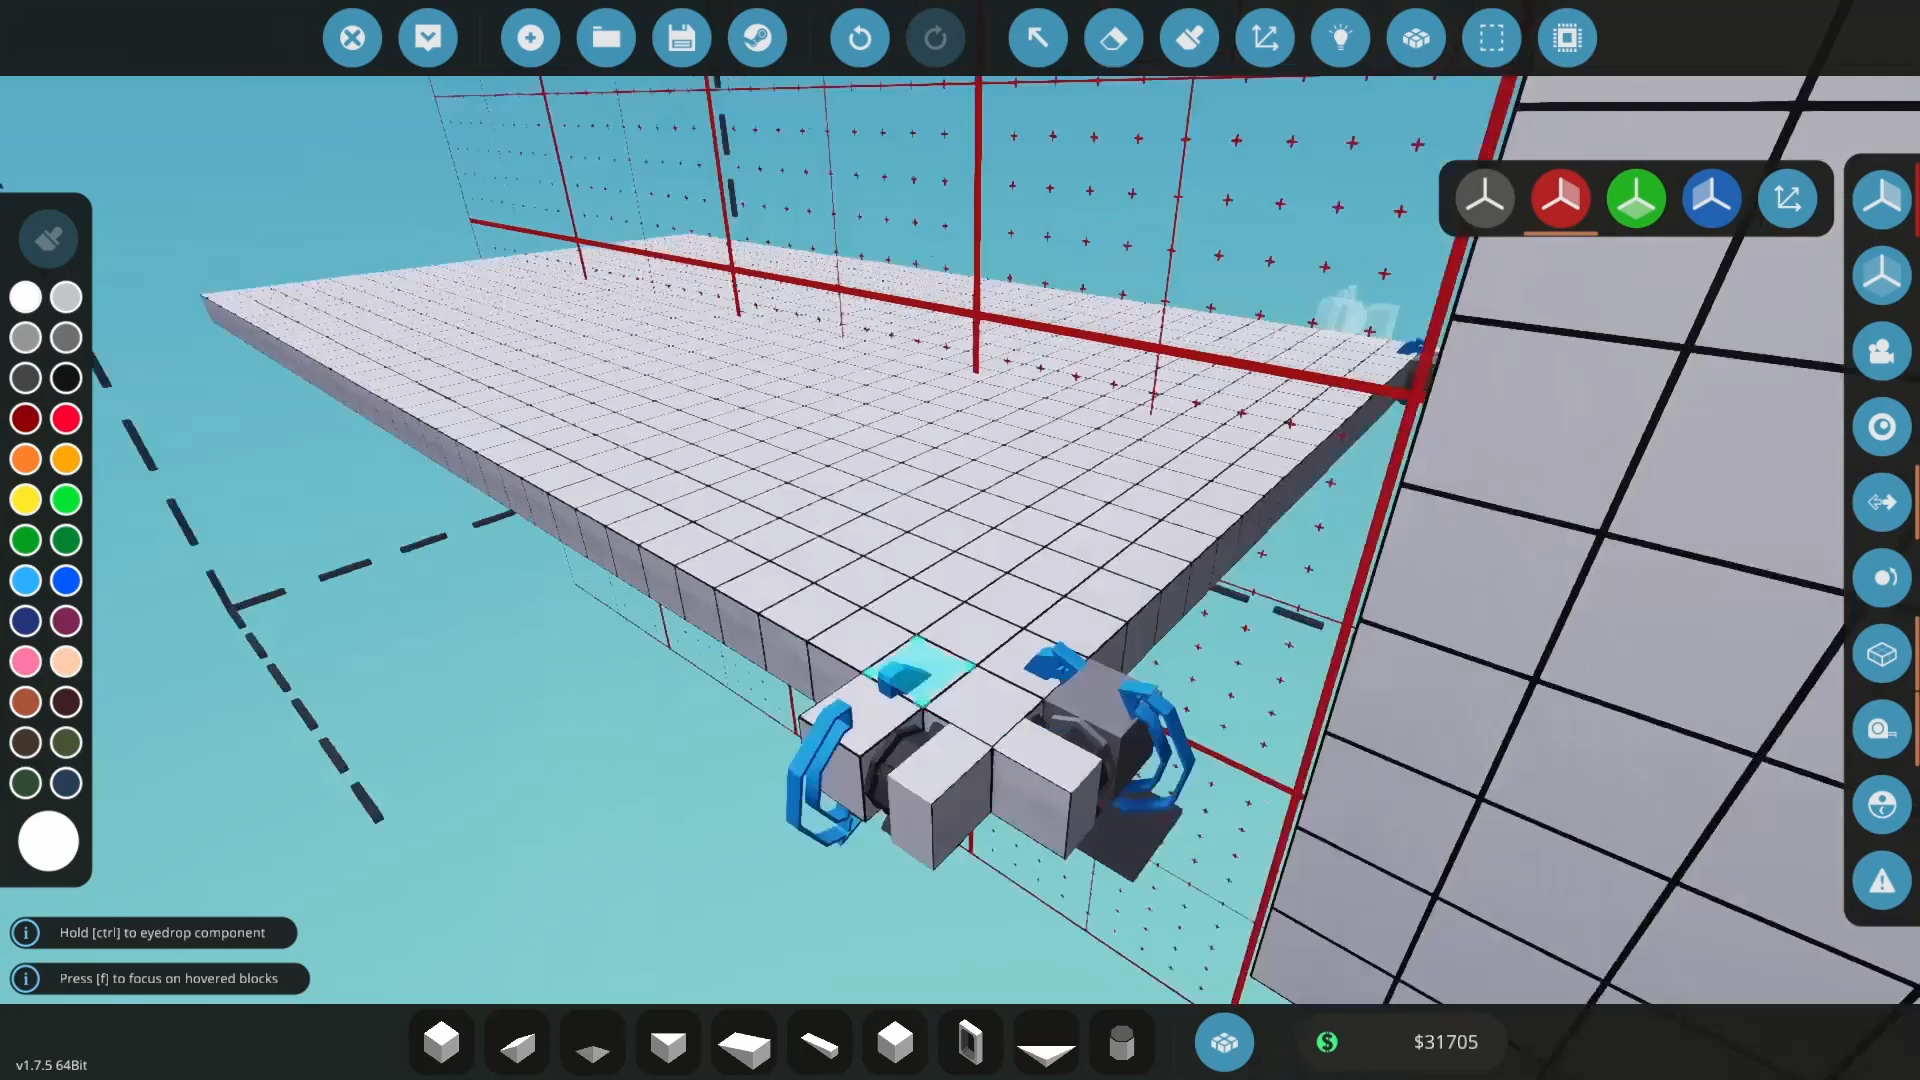 Hold [ctrl] to eyedrop component
Press [f] to focus on hovered blocks
v1.7.5 64Bit
$31705